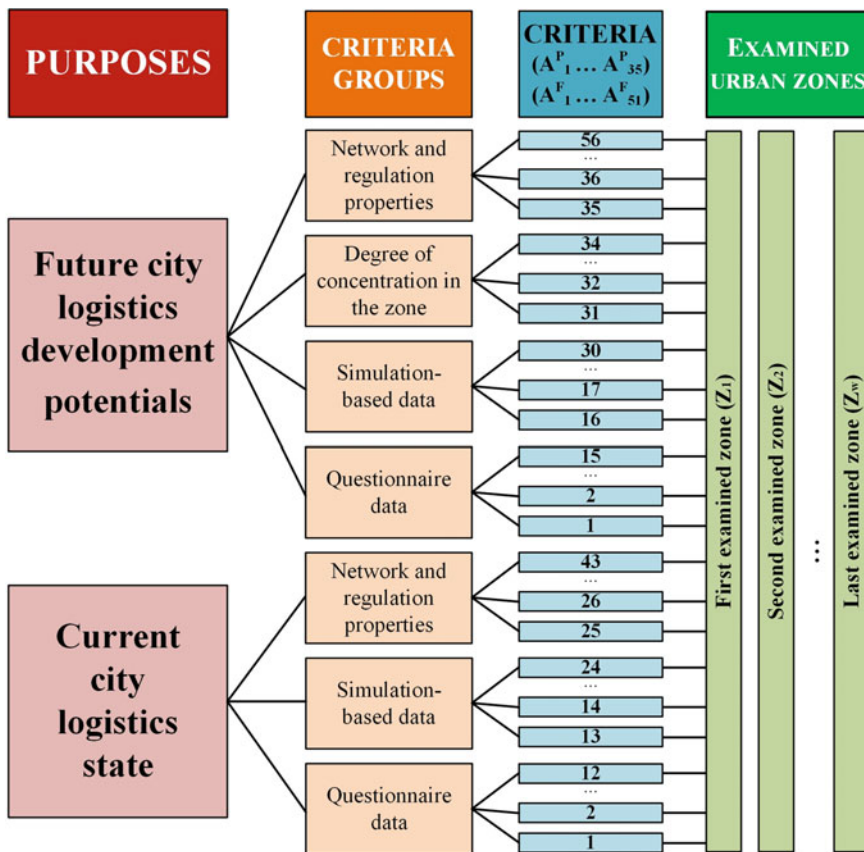 PURPOSES
CRITERIA
GROUPS
CRITERIA
(A^P_1 … A^P_35)
(A^F_1 … A^F_51)
EXAMINED
URBAN ZONES
Future city
logistics
development
potentials
Network and
regulation
properties
56
...
36
35
Degree of
concentration in
the zone
34
...
32
31
Simulation-
based data
30
...
17
16
Questionnaire
data
15
...
2
1
Current
city
logistics
state
Network and
regulation
properties
43
...
26
25
Simulation-
based data
24
...
14
13
Questionnaire
data
12
...
2
1
First examined zone (Z_1)
Second examined zone (Z_2)
...
Last examined zone (Z_w)